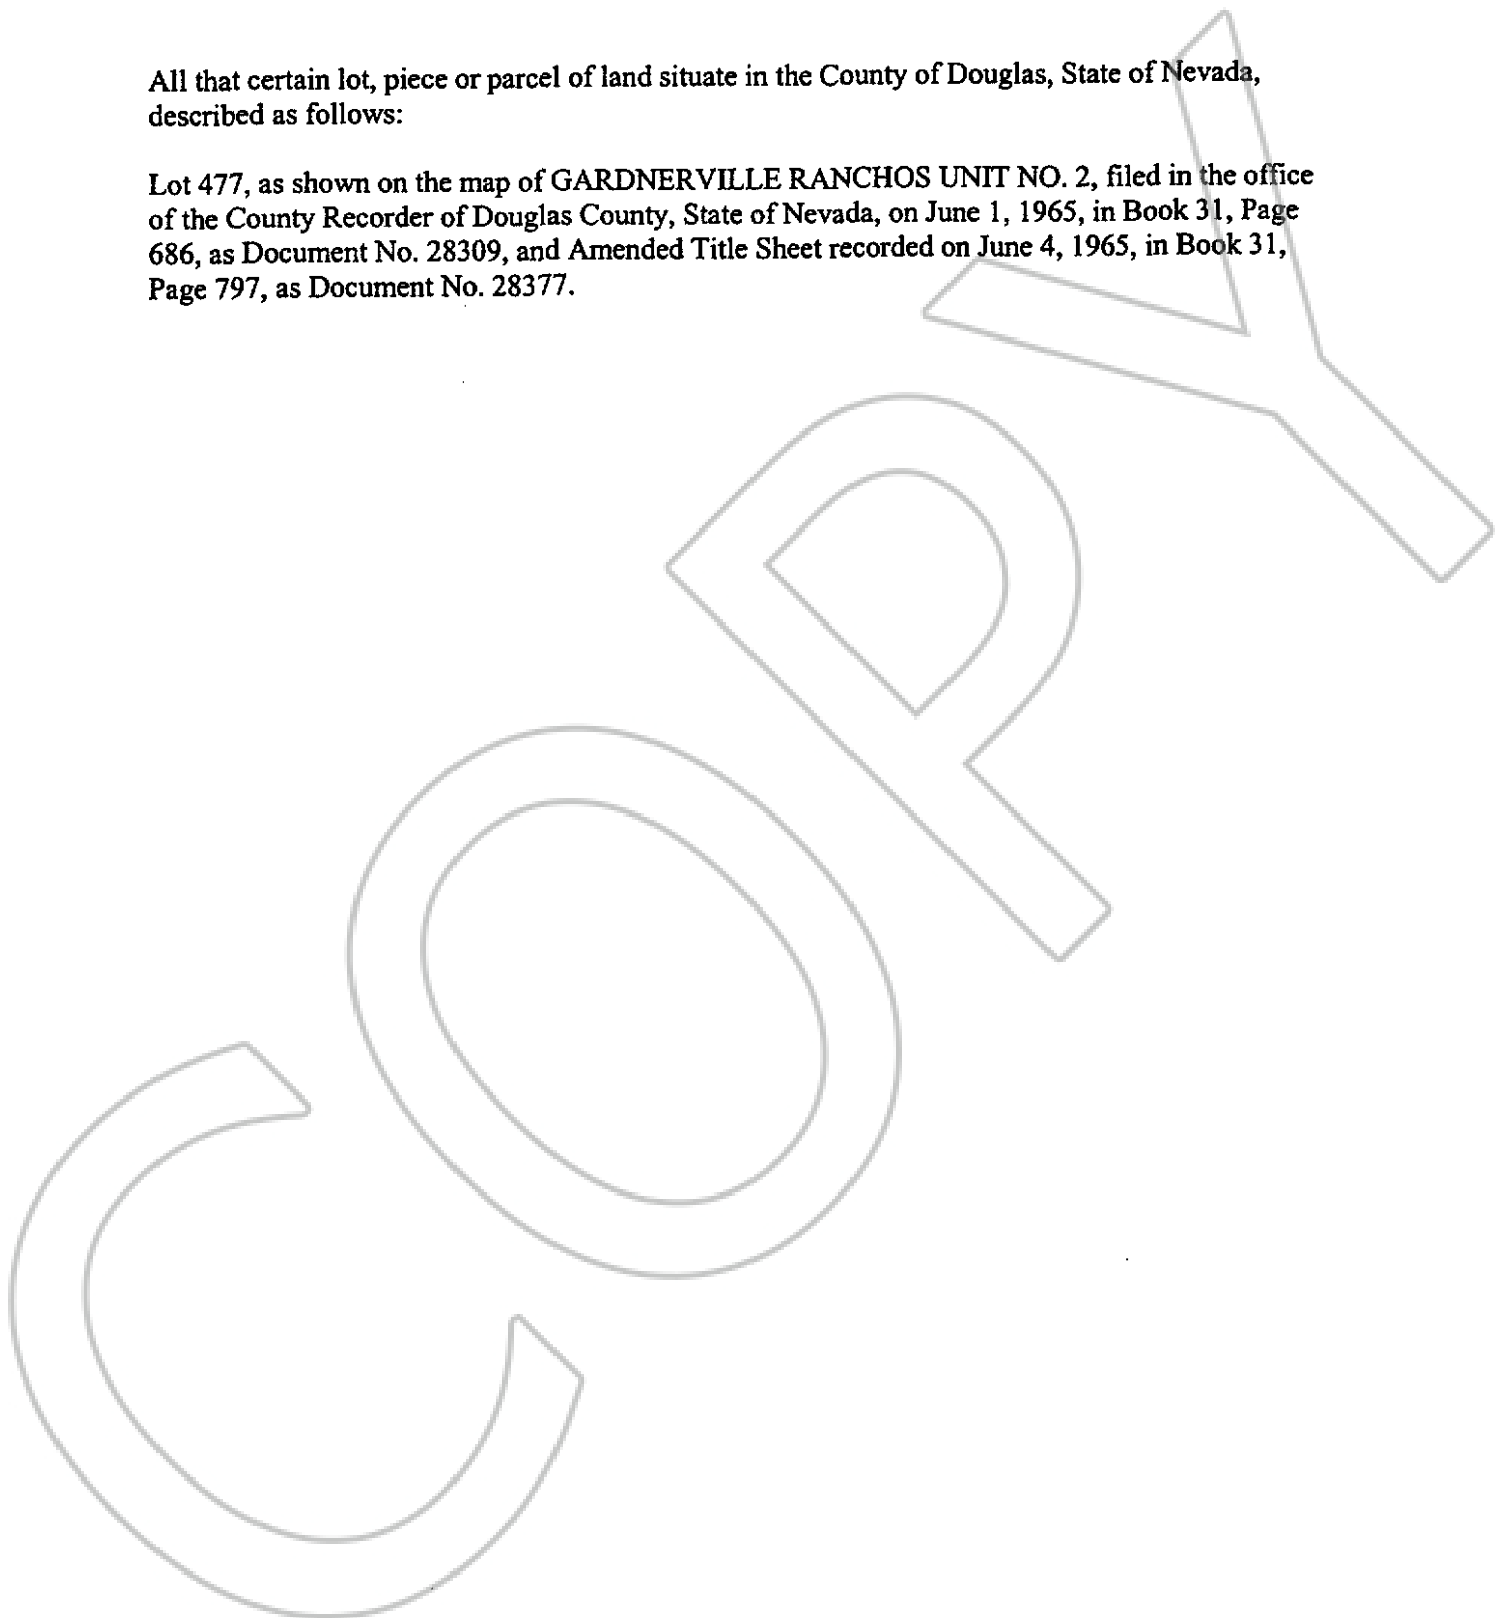 All that certain lot, piece or parcel of land situate in the County of Douglas, State of Nevada,
described as follows:
Lot 477, as shown on the map of GARDNERVILLE RANCHOS UNIT NO. 2, filed in the office
of the County Recorder of Douglas County, State of Nevada, on June 1, 1965, in Book 31, Page
686, as Document No. 28309, and Amended Title Sheet recorded on June 4, 1965, in Book 31,
Page 797, as Document No. 28377.
COPY